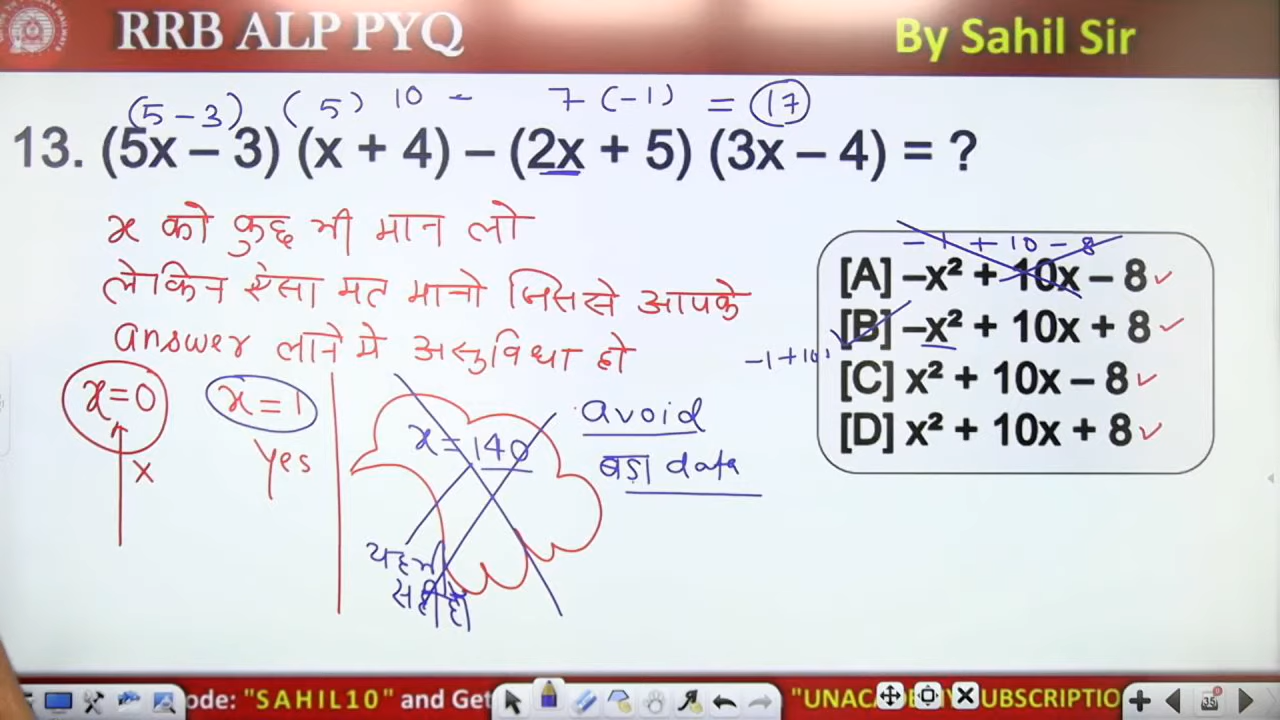 RRB ALP PYQ
By Sahil Sir
(5-3) (5) 10 - 7 (-1) = 17
13. (5x – 3) (x + 4) – (2x + 5) (3x – 4) = ?
x को कुछ भी मान लो
लेकिन ऐसा मत मानो जिससे आपके
answer लाने मे असुविधा हो
x=0
x=1
x
Yes
x=140
avoid
बड़ा data
यह भी
सही है
-1 + 10 - 8
[A] –x² + 10x – 8
[B] –x² + 10x + 8
-1+10
[C] x² + 10x – 8
[D] x² + 10x + 8
ode: "SAHIL10" and Get
"UNACADEMY SUBSCRIPTIO
35